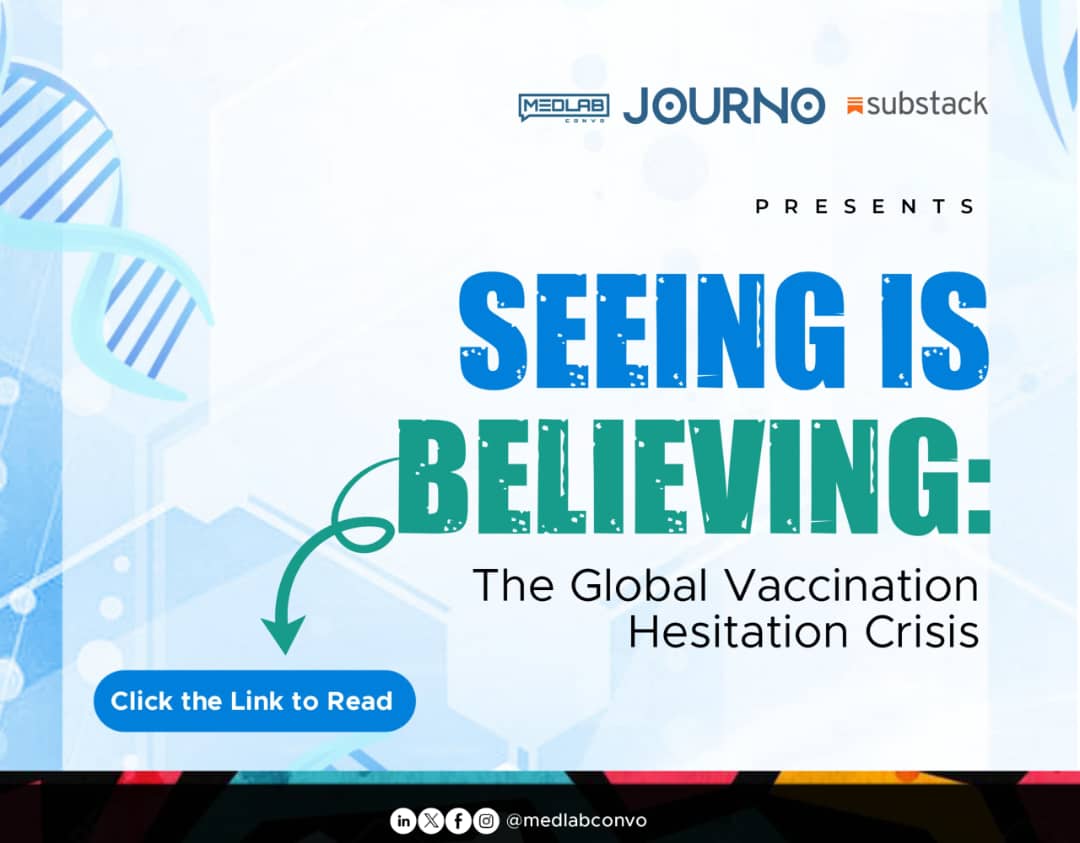 MEDLAB CONVO JOURNO substack
PRESENTS
SEEING IS
BELIEVING:
The Global Vaccination
Hesitation Crisis
Click the Link to Read
@medlabconvo